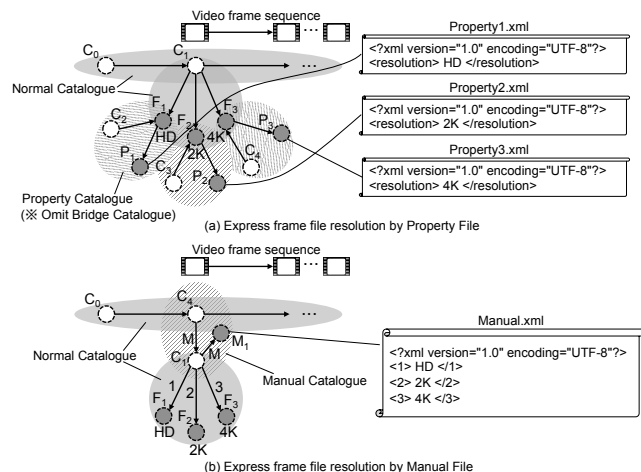 Video frame sequence
...
Property1.xml
<?xml version="1.0" encoding="UTF-8"?>
<resolution> HD </resolution>
C0
C1
...
Normal Catalogue
F1
HD
F2
2K
F3
4K
C2
P1
C3
P2
C4
P3
Property2.xml
<?xml version="1.0" encoding="UTF-8"?>
<resolution> 2K </resolution>
Property3.xml
<?xml version="1.0" encoding="UTF-8"?>
<resolution> 4K </resolution>
Property Catalogue
(※ Omit Bridge Catalogue)
(a) Express frame file resolution by Property File
Video frame sequence
...
C0
C4
...
M
M1
C1
M
Normal Catalogue
Manual Catalogue
1
2
3
F1
HD
F2
2K
F3
4K
Manual.xml
<?xml version="1.0" encoding="UTF-8"?>
<1> HD </1>
<2> 2K </2>
<3> 4K </3>
(b) Express frame file resolution by Manual File